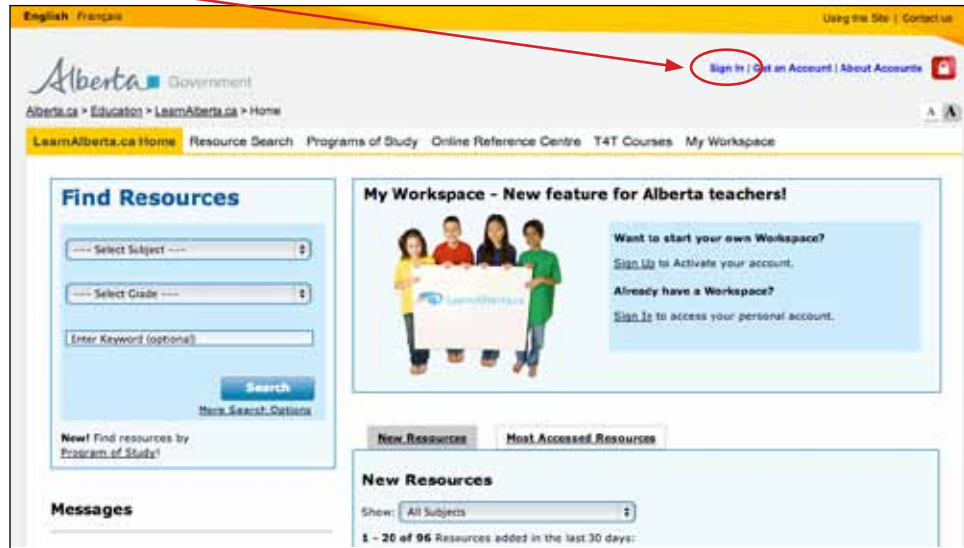 English Français
Using the Site | Contact us
Alberta Government
Sign In | Get an Account | About Accounts
Alberta.ca > Education > LearnAlberta.ca > Home
A A
LearnAlberta.ca Home Resource Search Programs of Study Online Reference Centre T4T Courses My Workspace
Find Resources
---- Select Subject ----
---- Select Grade ----
Enter Keyword (optional)
Search
More Search Options
New! Find resources by
Program of Study!
Messages
My Workspace - New feature for Alberta teachers!
LearnAlberta.ca
Want to start your own Workspace?
Sign Up to Activate your account.
Already have a Workspace?
Sign In to access your personal account.
New Resources Most Accessed Resources
New Resources
Show: All Subjects
1 - 20 of 96 Resources added in the last 30 days: